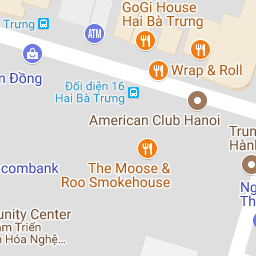 GoGi House
Hai Bà Trưng
Trưng
ATM
Wrap & Roll
n Đồng
Đối diện 16
Hai Bà Trưng
American Club Hanoi
Trun
Hàn
combank
The Moose &
Roo Smokehouse
Ng
Th
unity Center
m Triển
n Hóa Nghệ...